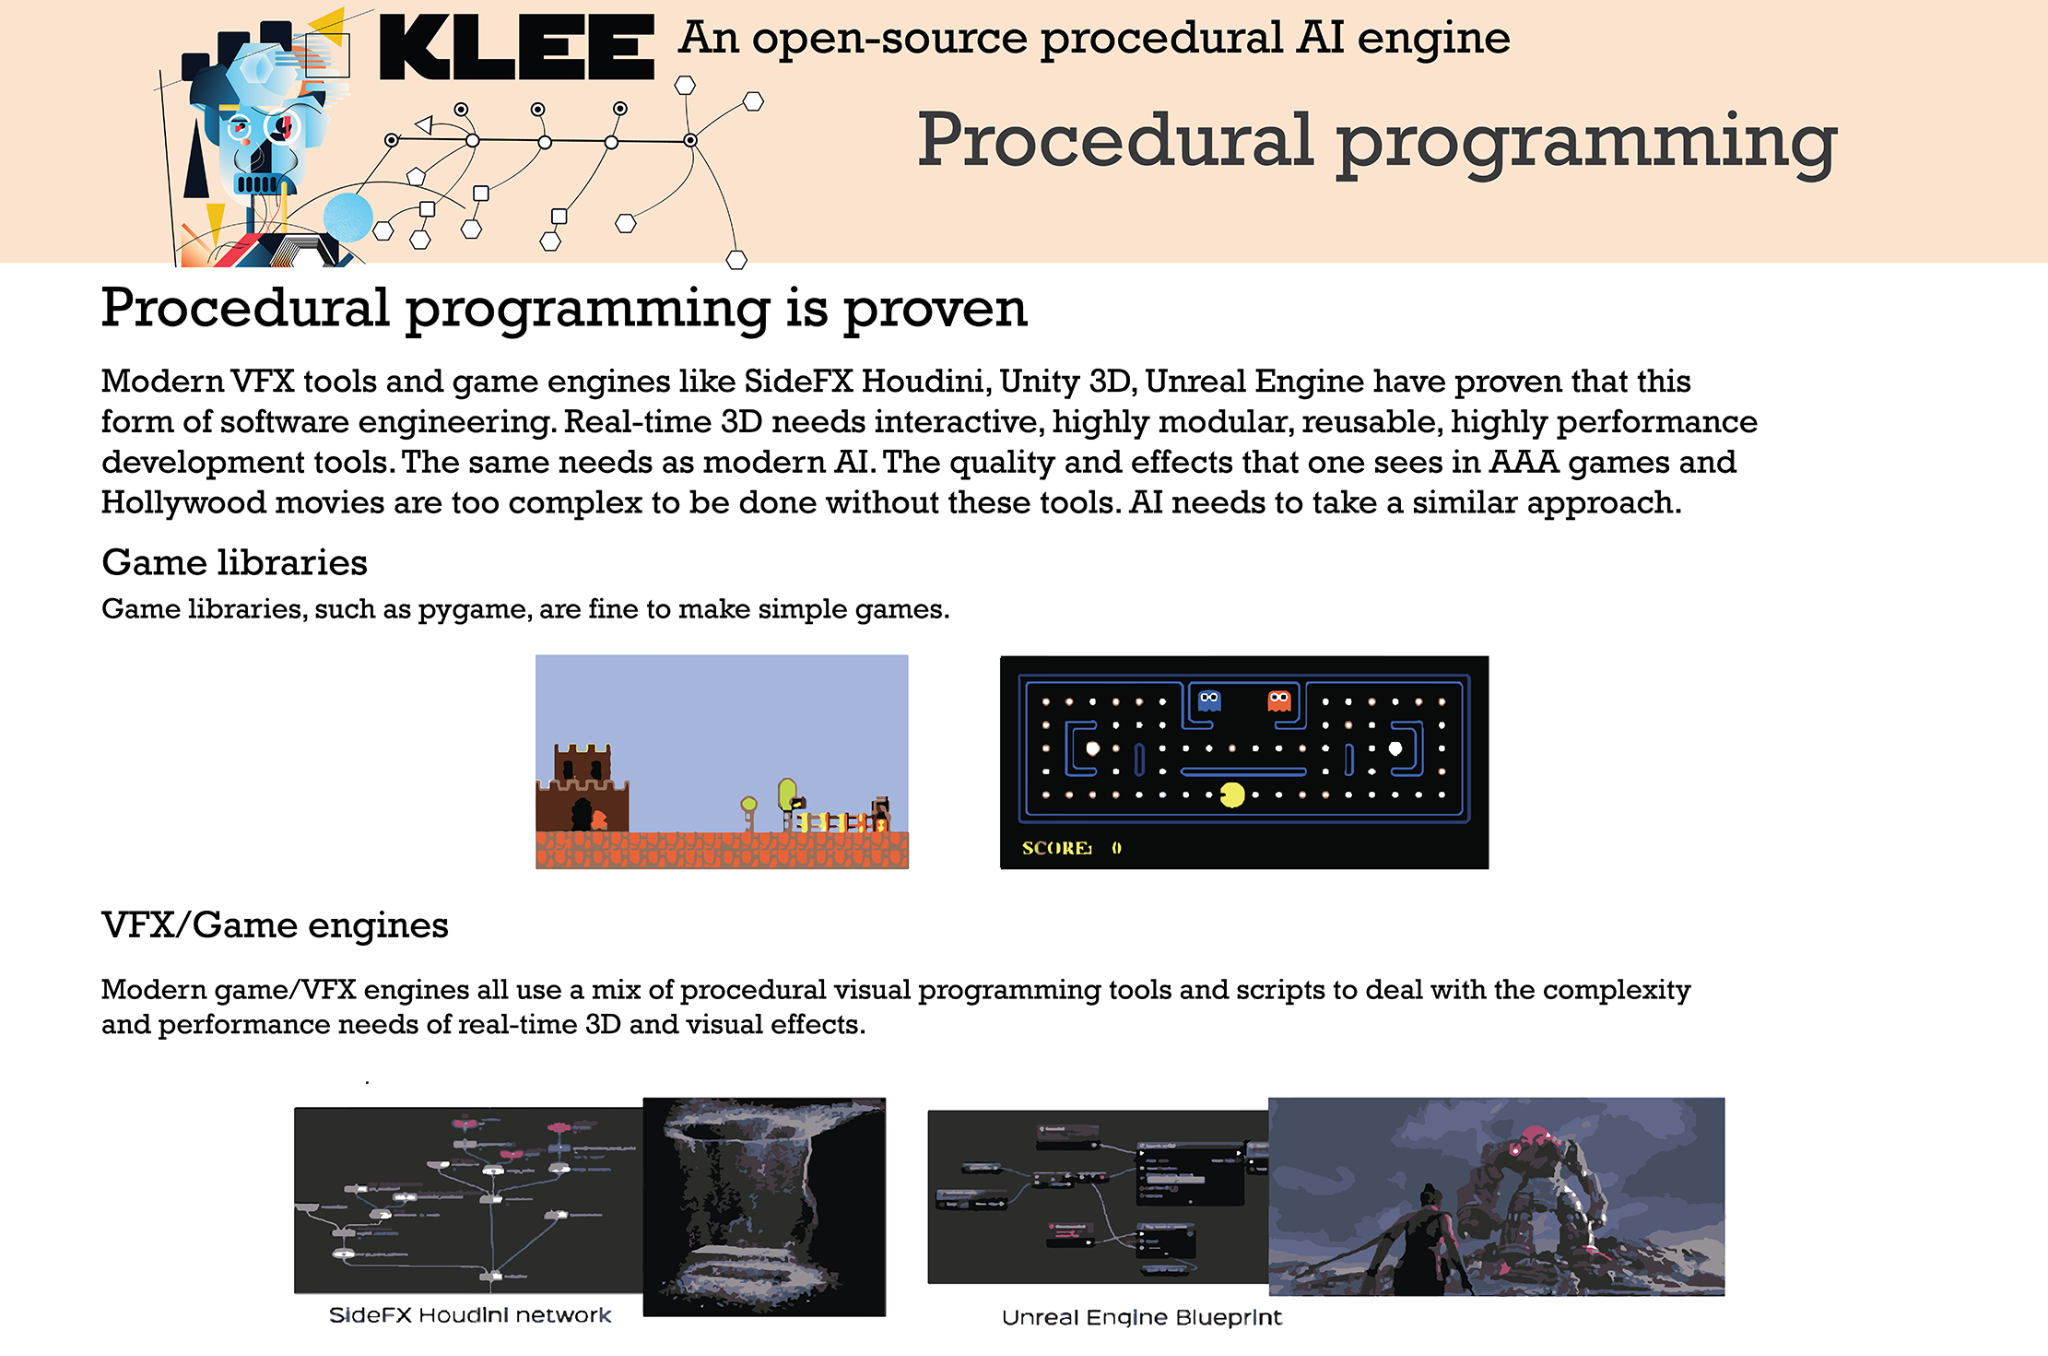 KLEE An open-source procedural AI engine
Procedural programming
Procedural programming is proven
Modern VFX tools and game engines like SideFX Houdini, Unity 3D, Unreal Engine have proven that this
form of software engineering. Real-time 3D needs interactive, highly modular, reusable, highly performance
development tools. The same needs as modern AI. The quality and effects that one sees in AAA games and
Hollywood movies are too complex to be done without these tools. AI needs to take a similar approach.
Game libraries
Game libraries, such as pygame, are fine to make simple games.
SCORE: 0
VFX/Game engines
Modern game/VFX engines all use a mix of procedural visual programming tools and scripts to deal with the complexity
and performance needs of real-time 3D and visual effects.
.
SideFX Houdini network
Unreal Engine Blueprint